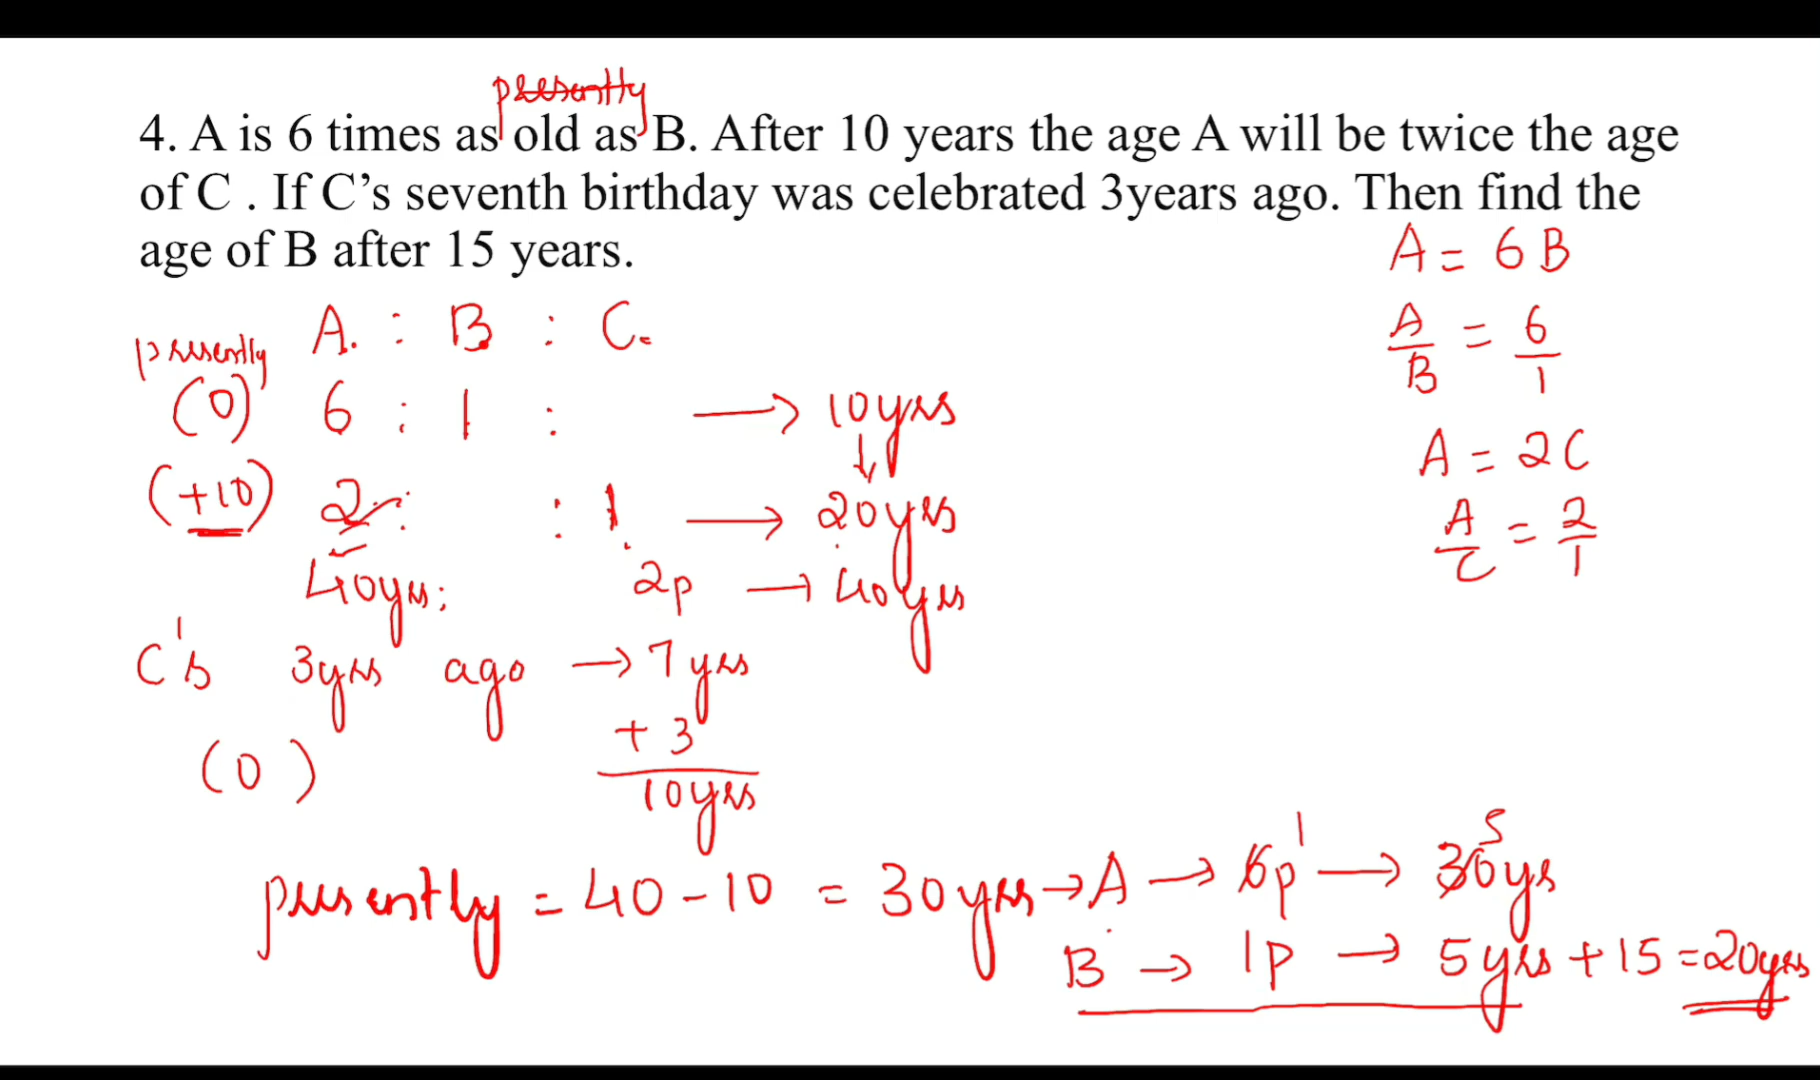 presently
4. A is 6 times as old as B. After 10 years the age A will be twice the age
of C . If C’s seventh birthday was celebrated 3years ago. Then find the
age of B after 15 years.
A = 6B
A. : B : C.
presently
A/B = 6/1
(0) 6 : 1 : → 10yrs
↓
A = 2C
(+10) 2 : : 1 → 20yrs
A/C = 2/1
40yrs; 2p → 40yrs
C's 3yrs ago → 7yrs
+ 3
(0) 10yrs
presently = 40 - 10 = 30yrs → A → 6p 1 → 30ys 5
B → 1p → 5yrs + 15 = 20yrs